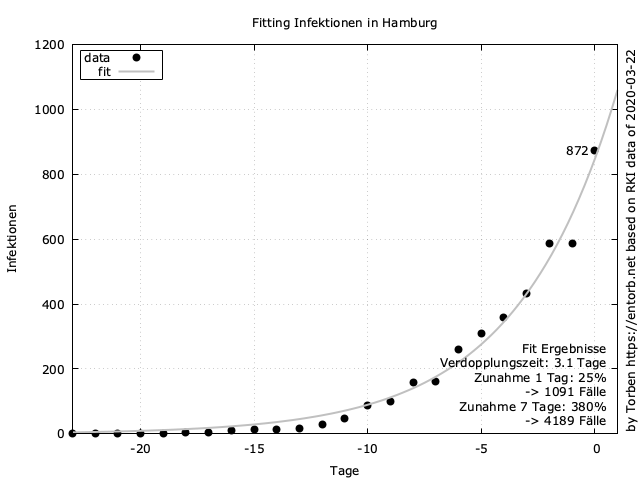 Fitting Infektionen in Hamburg
1200
1000
800
600
400
200
0
Infektionen
data
fit
872
Fit Ergebnisse
Verdopplungszeit: 3.1 Tage
Zunahme 1 Tag: 25%
-> 1091 Fälle
Zunahme 7 Tage: 380%
-> 4189 Fälle
-20
-15
-10
-5
0
Tage
by Torben https://entorb.net based on RKI data of 2020-03-22